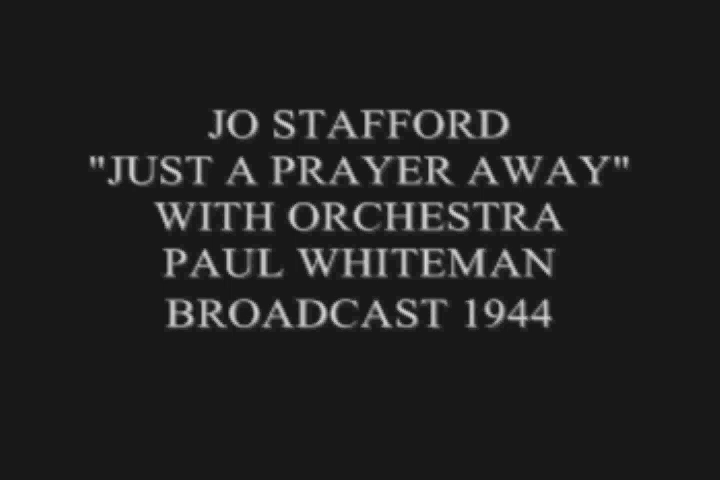 JO STAFFORD
"JUST A PRAYER AWAY"
WITH ORCHESTRA
PAUL WHITEMAN
BROADCAST 1944